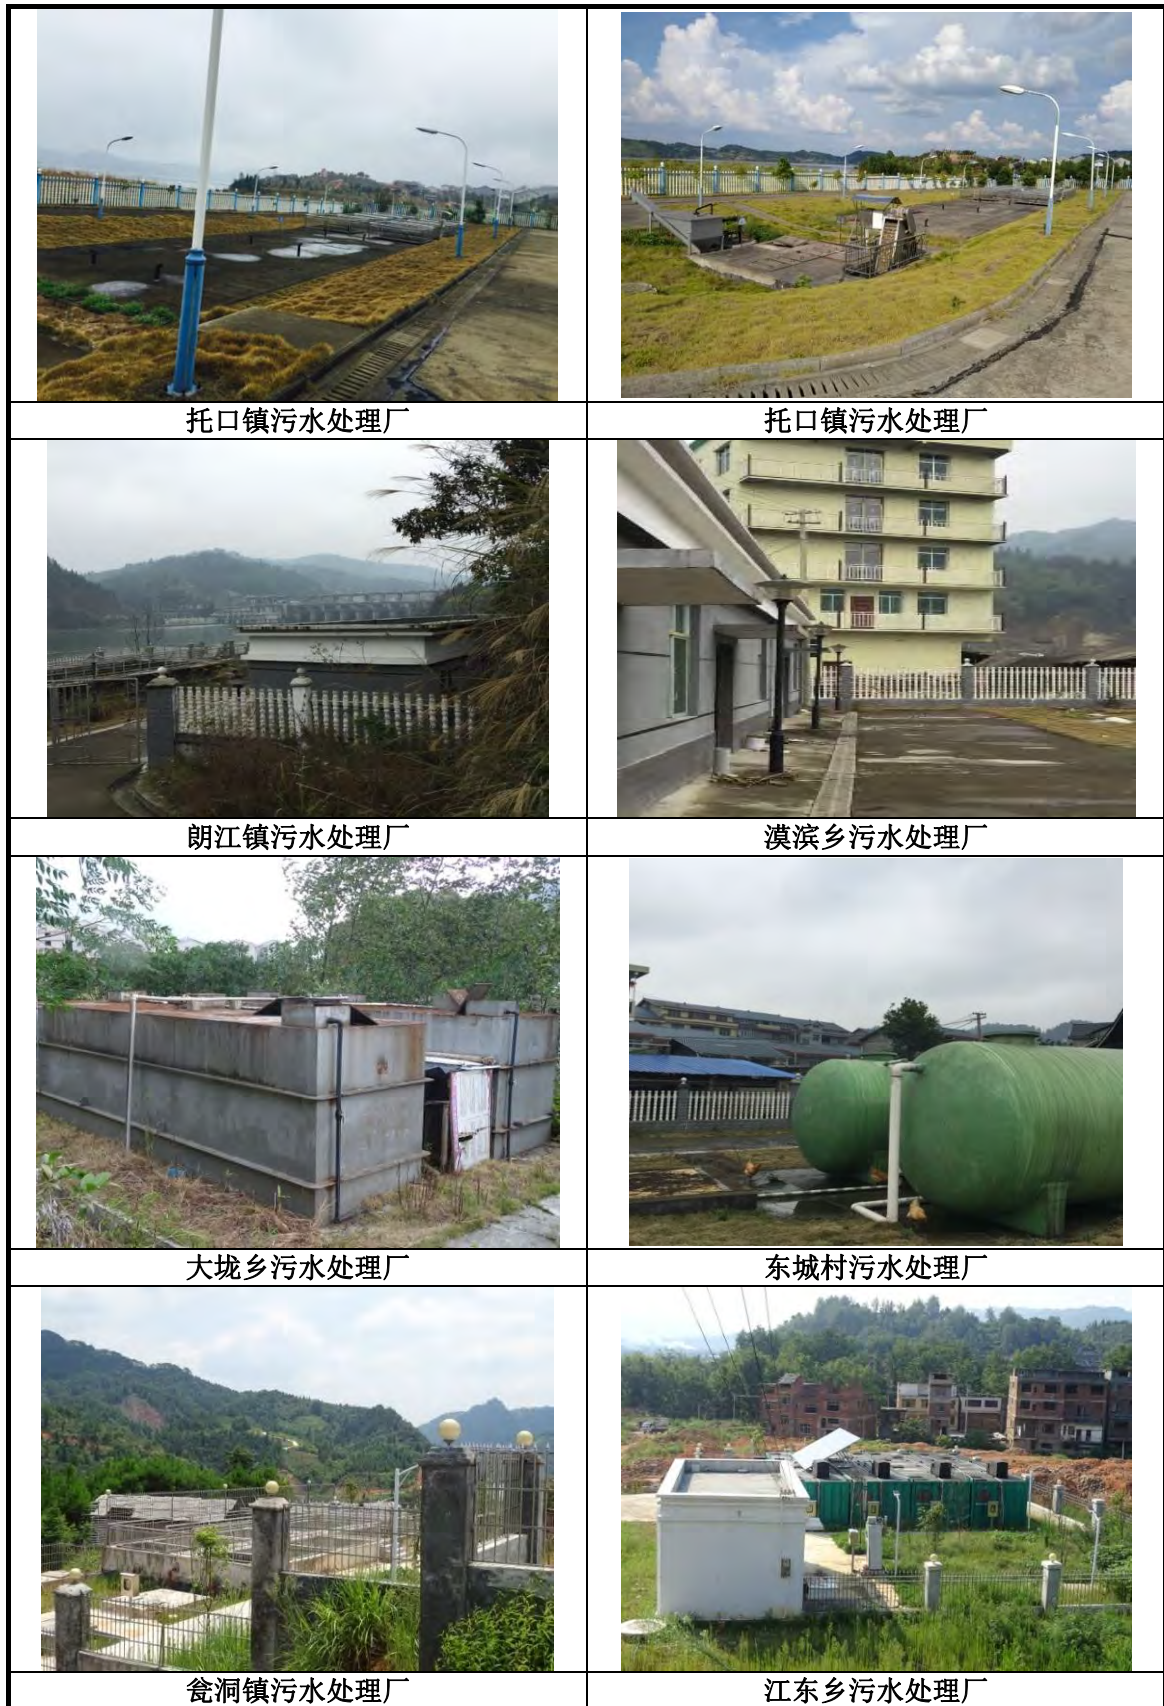 托口镇污水处理厂
托口镇污水处理厂
朗江镇污水处理厂
漠滨乡污水处理厂
大垅乡污水处理厂
东城村污水处理厂
瓮洞镇污水处理厂
江东乡污水处理厂